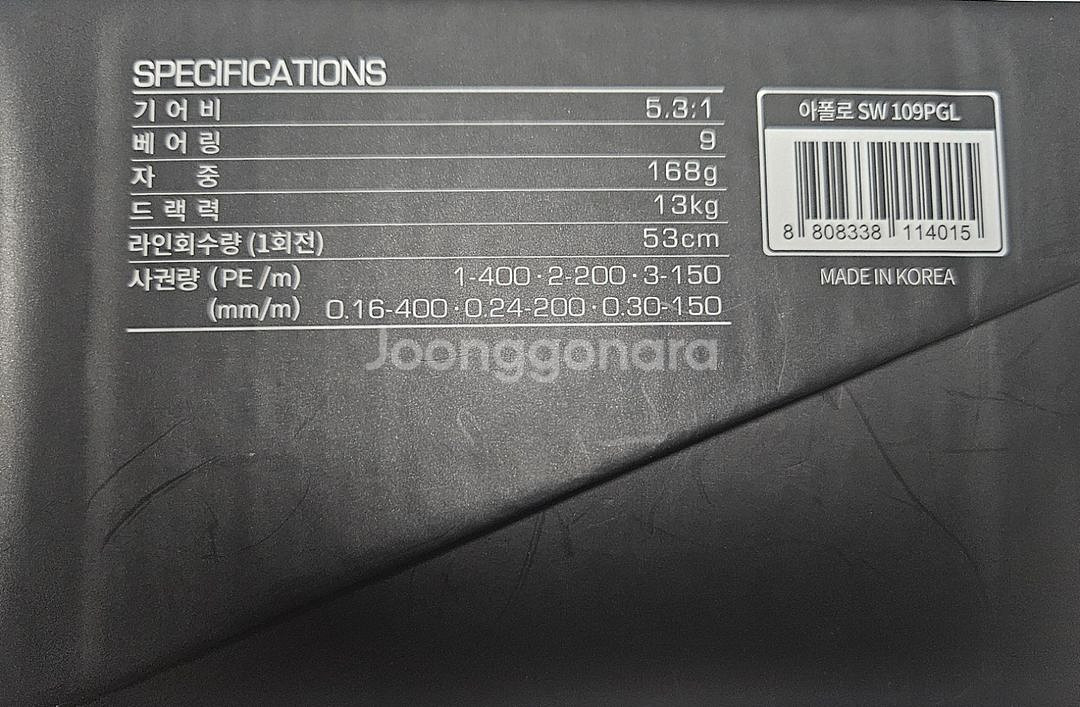 SPECIFICATIONS
기어비 5.3:1
베어링 9
자 중 168g
드랙력 13kg
라인회수량 (1회전) 53cm
사권량 (PE /m) 1-400·2-200·3-150
(mm/m) 0.16-400·0.24-200·0.30-150
아폴로 SW 109PGL
8 808338 114015
MADE IN KOREA
Joonggonara